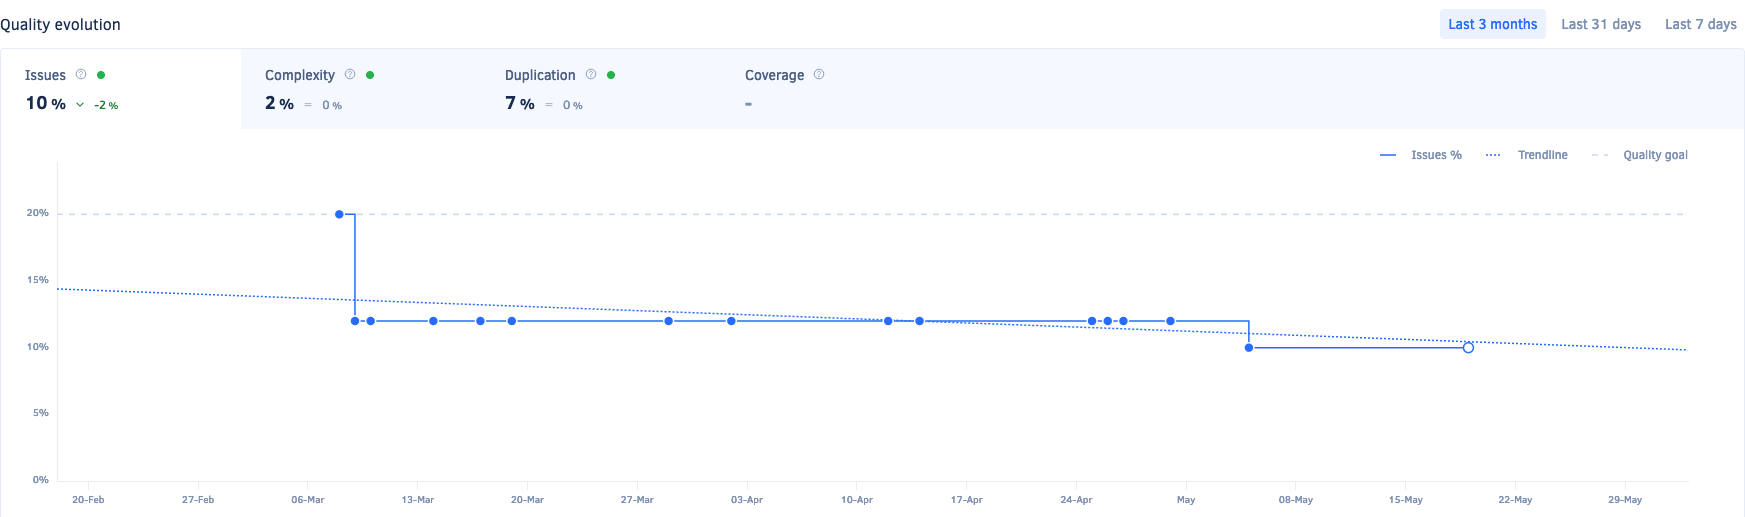 Quality evolution
Last 3 months Last 31 days Last 7 days
Issues ? Complexity ? Duplication ? Coverage ?
10 % -2 % 2 % = 0 % 7 % = 0 % -
Issues % Trendline Quality goal
20%
15%
10%
5%
0%
20-Feb 27-Feb 06-Mar 13-Mar 20-Mar 27-Mar 03-Apr 10-Apr 17-Apr 24-Apr May 08-May 15-May 22-May 29-May